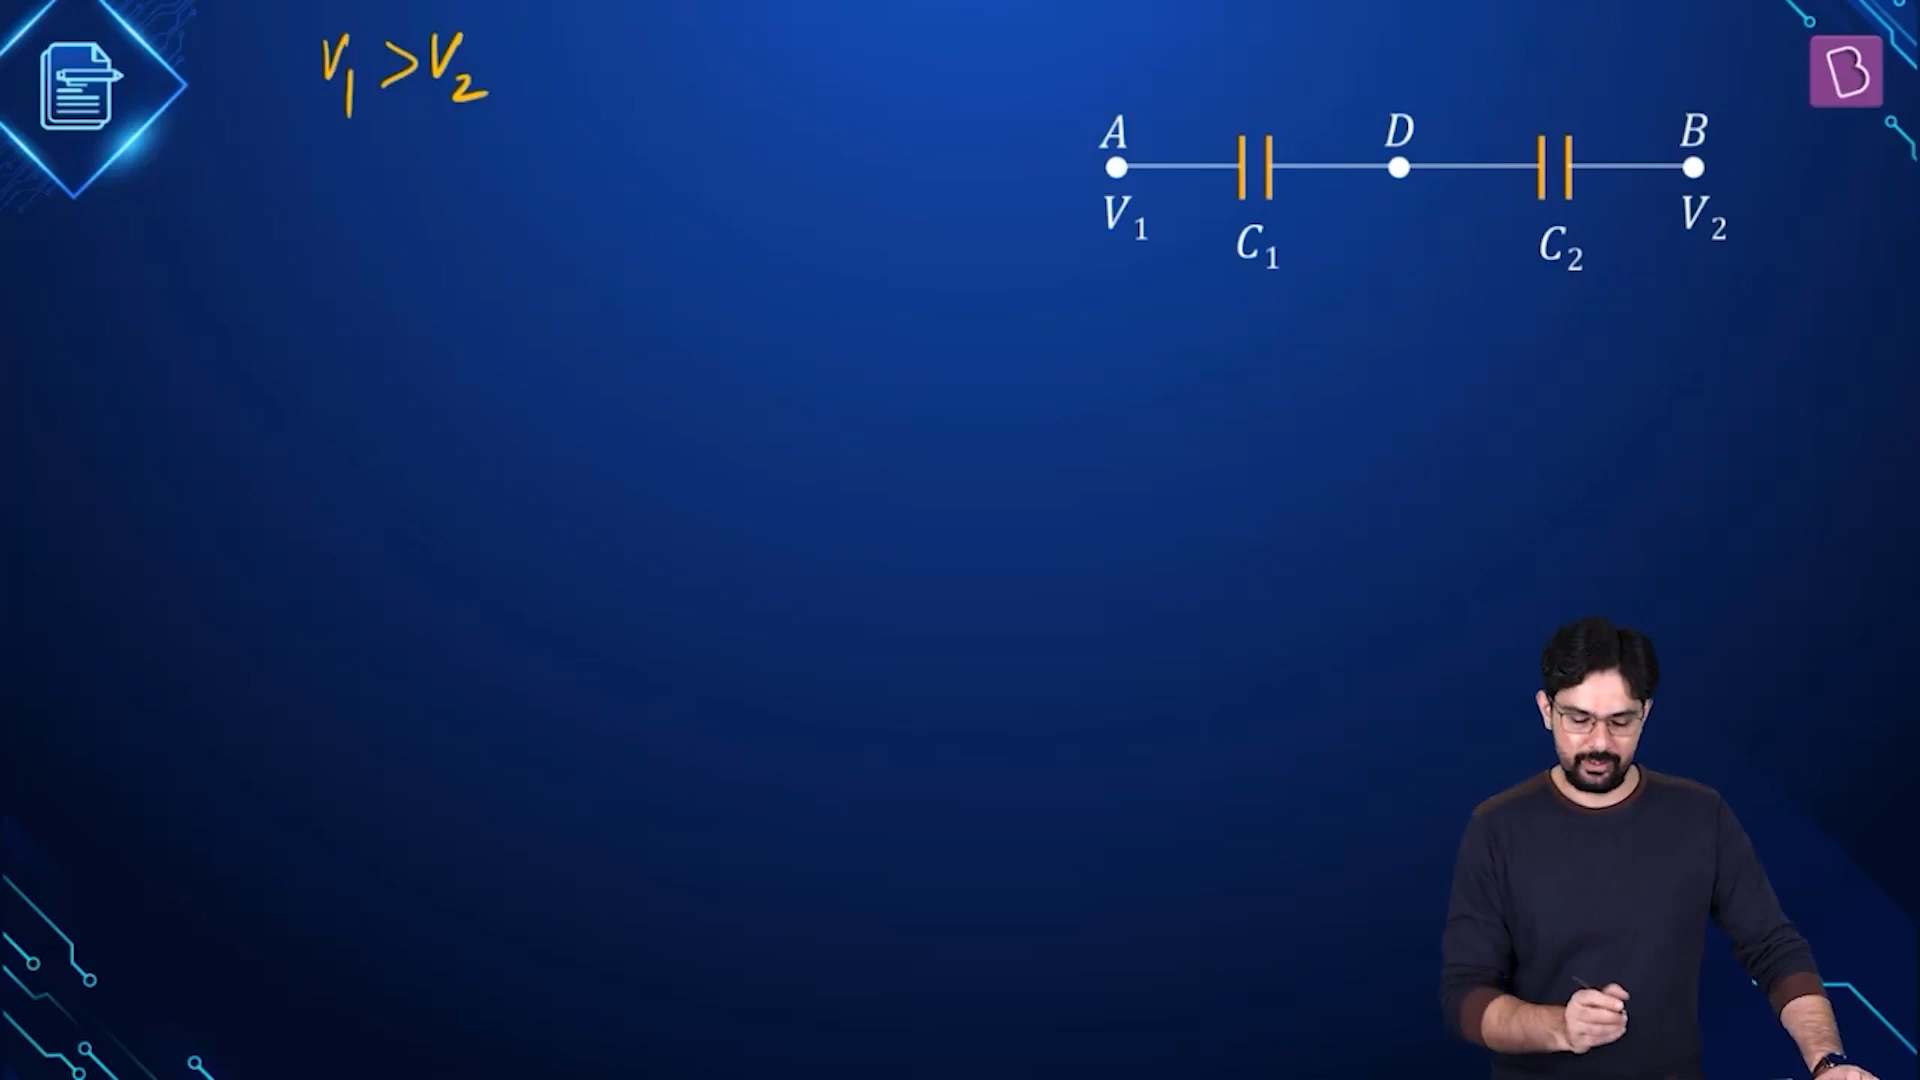 V₁ > V₂
A D B
V₁ C₁ C₂ V₂
B